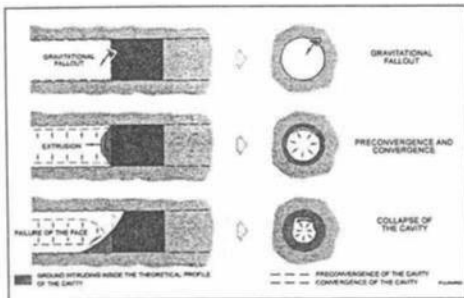 GRAVITATIONAL
FALLOUT
GRAVITATIONAL
FALLOUT
EXTRUSION
PRECONVERGENCE AND
CONVERGENCE
FAILURE OF THE FACE
COLLAPSE OF
THE CAVITY
GROUND INTRUDING INSIDE THE THEORETICAL PROFILE
OF THE CAVITY
PRECONVERGENCE OF THE CAVITY
CONVERGENCE OF THE CAVITY